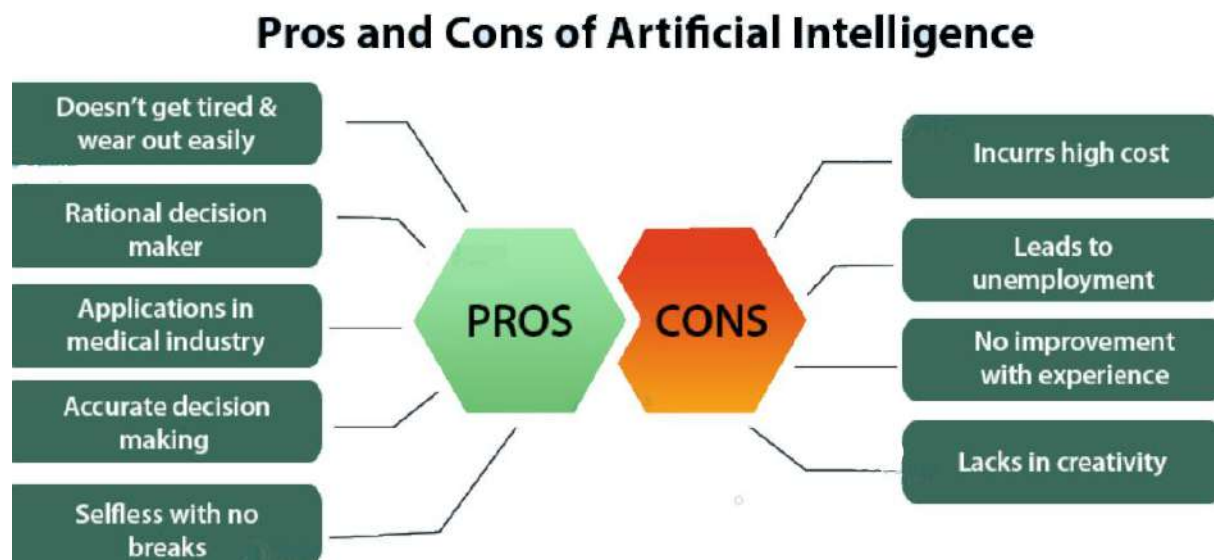 Pros and Cons of Artificial Intelligence
Doesn't get tired &
wear out easily
Rational decision
maker
Applications in
medical industry
Accurate decision
making
Selfless with no
breaks
PROS
CONS
Incurrs high cost
Leads to
unemployment
No improvement
with experience
Lacks in creativity